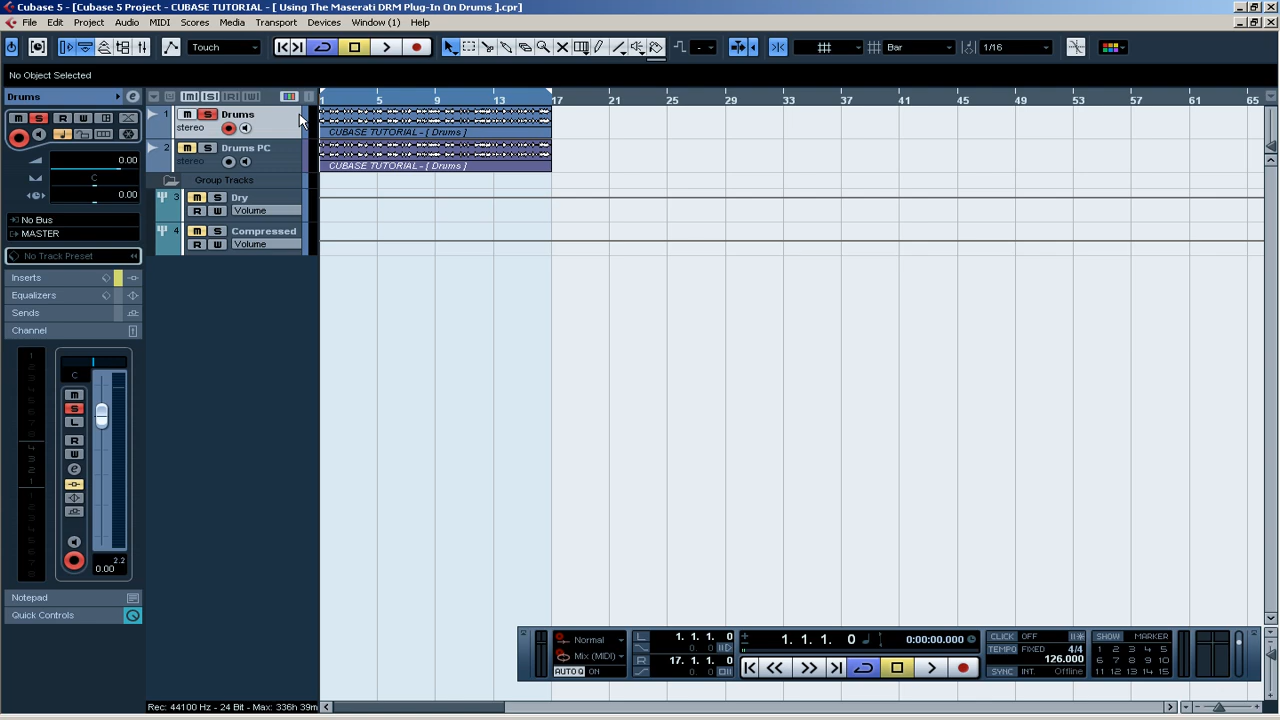 Cubase 5 - [Cubase 5 Project - CUBASE TUTORIAL - [ Using The Maserati DRM Plug-In On Drums ].cpr]
File Edit Project Audio MIDI Scores Media Transport Devices Window (1) Help
Touch Bar 1/16
No Object Selected
Drums
1 5 9 13 17 21 25 29 33 37 41 45 49 53 57 61 65
m S R W
1 m S Drums
stereo
CUBASE TUTORIAL - [ Drums ]
2 m S Drums PC
stereo
CUBASE TUTORIAL - [ Drums ]
Group Tracks
3 m S Dry
R W Volume
4 m S Compressed
R W Volume
0.00
C
0.00
No Bus
MASTER
No Track Preset
Inserts
Equalizers
Sends
Channel
C
m
S
L
R
W
e
2.2
0.00
Notepad
Quick Controls
Normal
Mix (MIDI)
AUTO Q ON
L 1. 1. 1. 0
0. 0
R 17. 1. 1. 0
0. 0
1. 1. 1. 0 0:00:00.000
CLICK OFF
TEMPO FIXED 4/4
126.000
SYNC INT. Offline
SHOW MARKER
1 2 3 4 5
6 7 8 9 10
11 12 13 14 15
Rec: 44100 Hz - 24 Bit - Max: 336h 39m